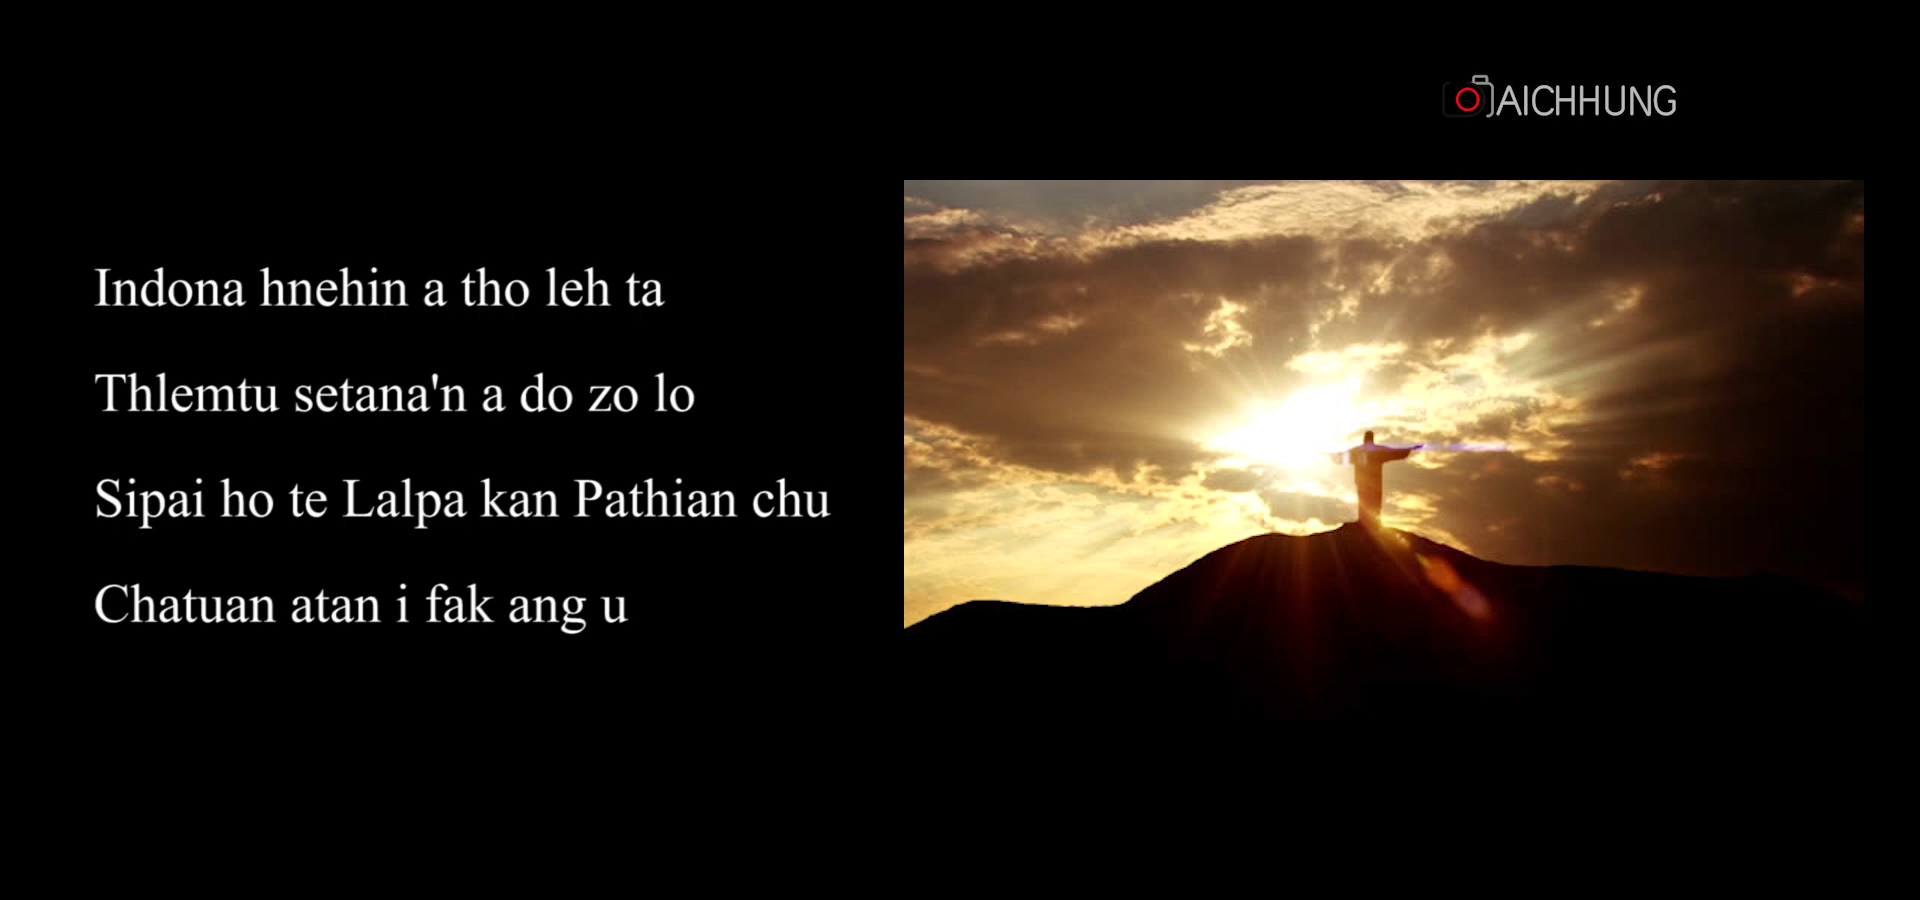 AICHHUNG
Indona hnehin a tho leh ta
Thlemtu setana'n a do zo lo
Sipai ho te Lalpa kan Pathian chu
Chatuan atan i fak ang u